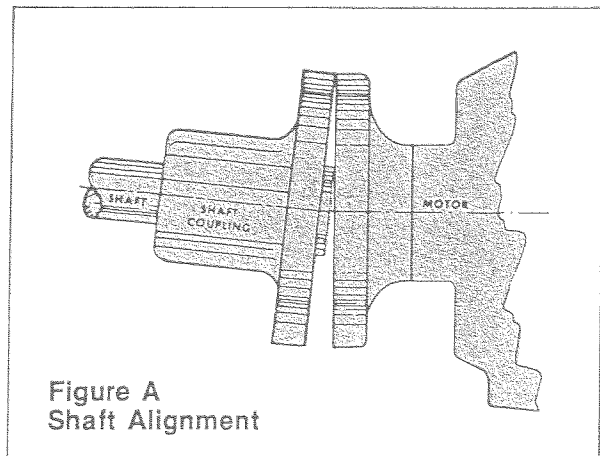 SHAFT
SHAFT
COUPLING
MOTOR
Figure A
Shaft Alignment